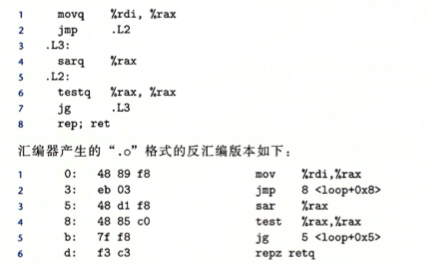 1 movq %rdi, %rax
2 jmp .L2
3 .L3:
4 sarq %rax
5 .L2:
6 testq %rax, %rax
7 jg .L3
8 rep; ret
汇编器产生的“.o”格式的反汇编版本如下：
1 0: 48 89 f8 mov %rdi,%rax
2 3: eb 03 jmp 8 <loop+0x8>
3 5: 48 d1 f8 sar %rax
4 8: 48 85 c0 test %rax,%rax
5 b: 7f f8 jg 5 <loop+0x5>
6 d: f3 c3 repz retq